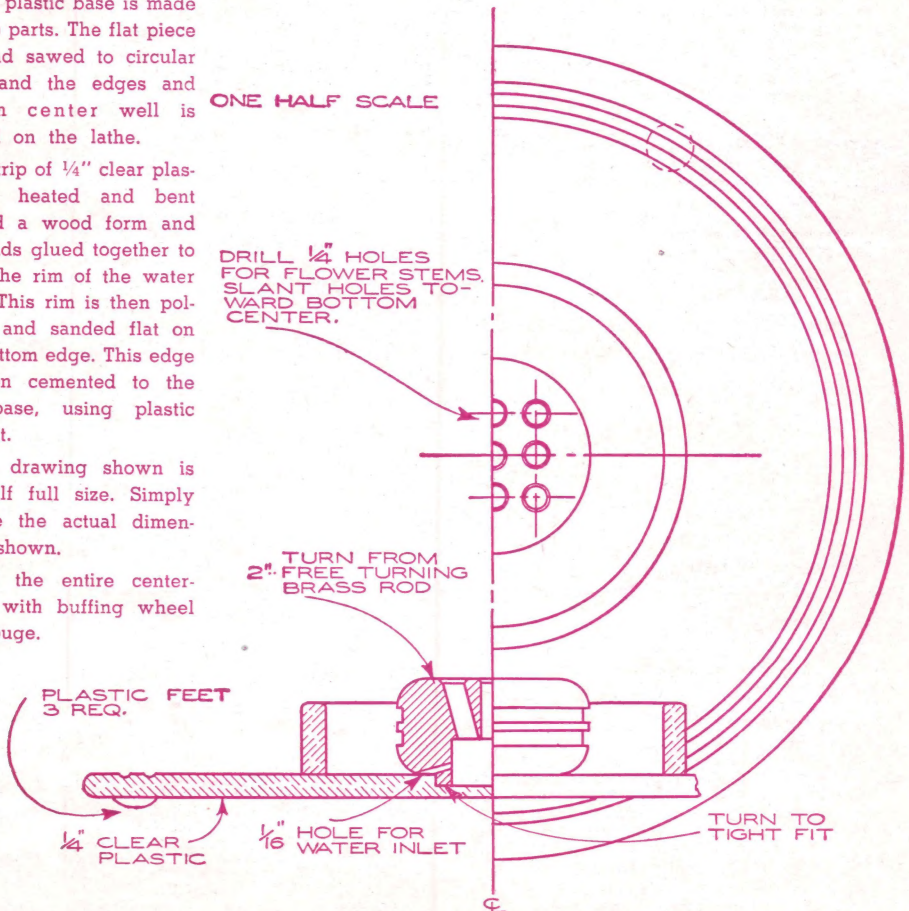 plastic base is made
parts. The flat piece
sawed to circular
and the edges and
center well is
on the lathe.
rip of ¼" clear plas-
heated and bent
a wood form and
glued together to
he rim of the water
This rim is then pol-
and sanded flat on
ttom edge. This edge
n cemented to the
ase, using plastic
t.
drawing shown is
lf full size. Simply
the actual dimen-
shown.
the entire center-
with buffing wheel
ouge.
ONE HALF SCALE
DRILL ¼" HOLES
FOR FLOWER STEMS.
SLANT HOLES TO-
WARD BOTTOM
CENTER.
TURN FROM
2" FREE TURNING
BRASS ROD
PLASTIC FEET
3 REQ.
¼" CLEAR
PLASTIC
1/16" HOLE FOR
WATER INLET
TURN TO
TIGHT FIT
℄